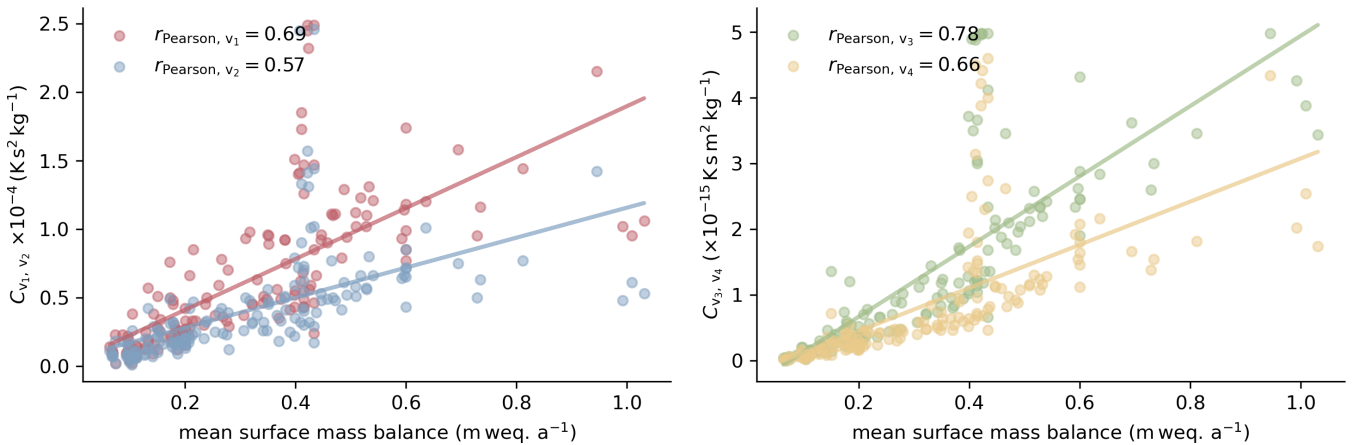 r_Pearson, v₁ = 0.69
r_Pearson, v₂ = 0.57
2.5
2.0
1.5
1.0
0.5
0.0
C_v₁, v₂ ×10⁻⁴ (K s² kg⁻¹)
0.2 0.4 0.6 0.8 1.0
mean surface mass balance (m weq. a⁻¹)
r_Pearson, v₃ = 0.78
r_Pearson, v₄ = 0.66
5
4
3
2
1
0
C_v₃, v₄ (×10⁻¹⁵ K s m² kg⁻¹)
0.2 0.4 0.6 0.8 1.0
mean surface mass balance (m weq. a⁻¹)